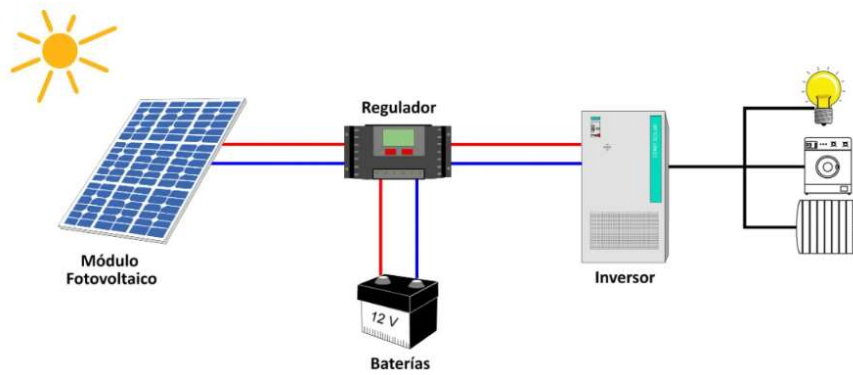 Regulador
Módulo
Fotovoltaico
Inversor
12 V
Baterías